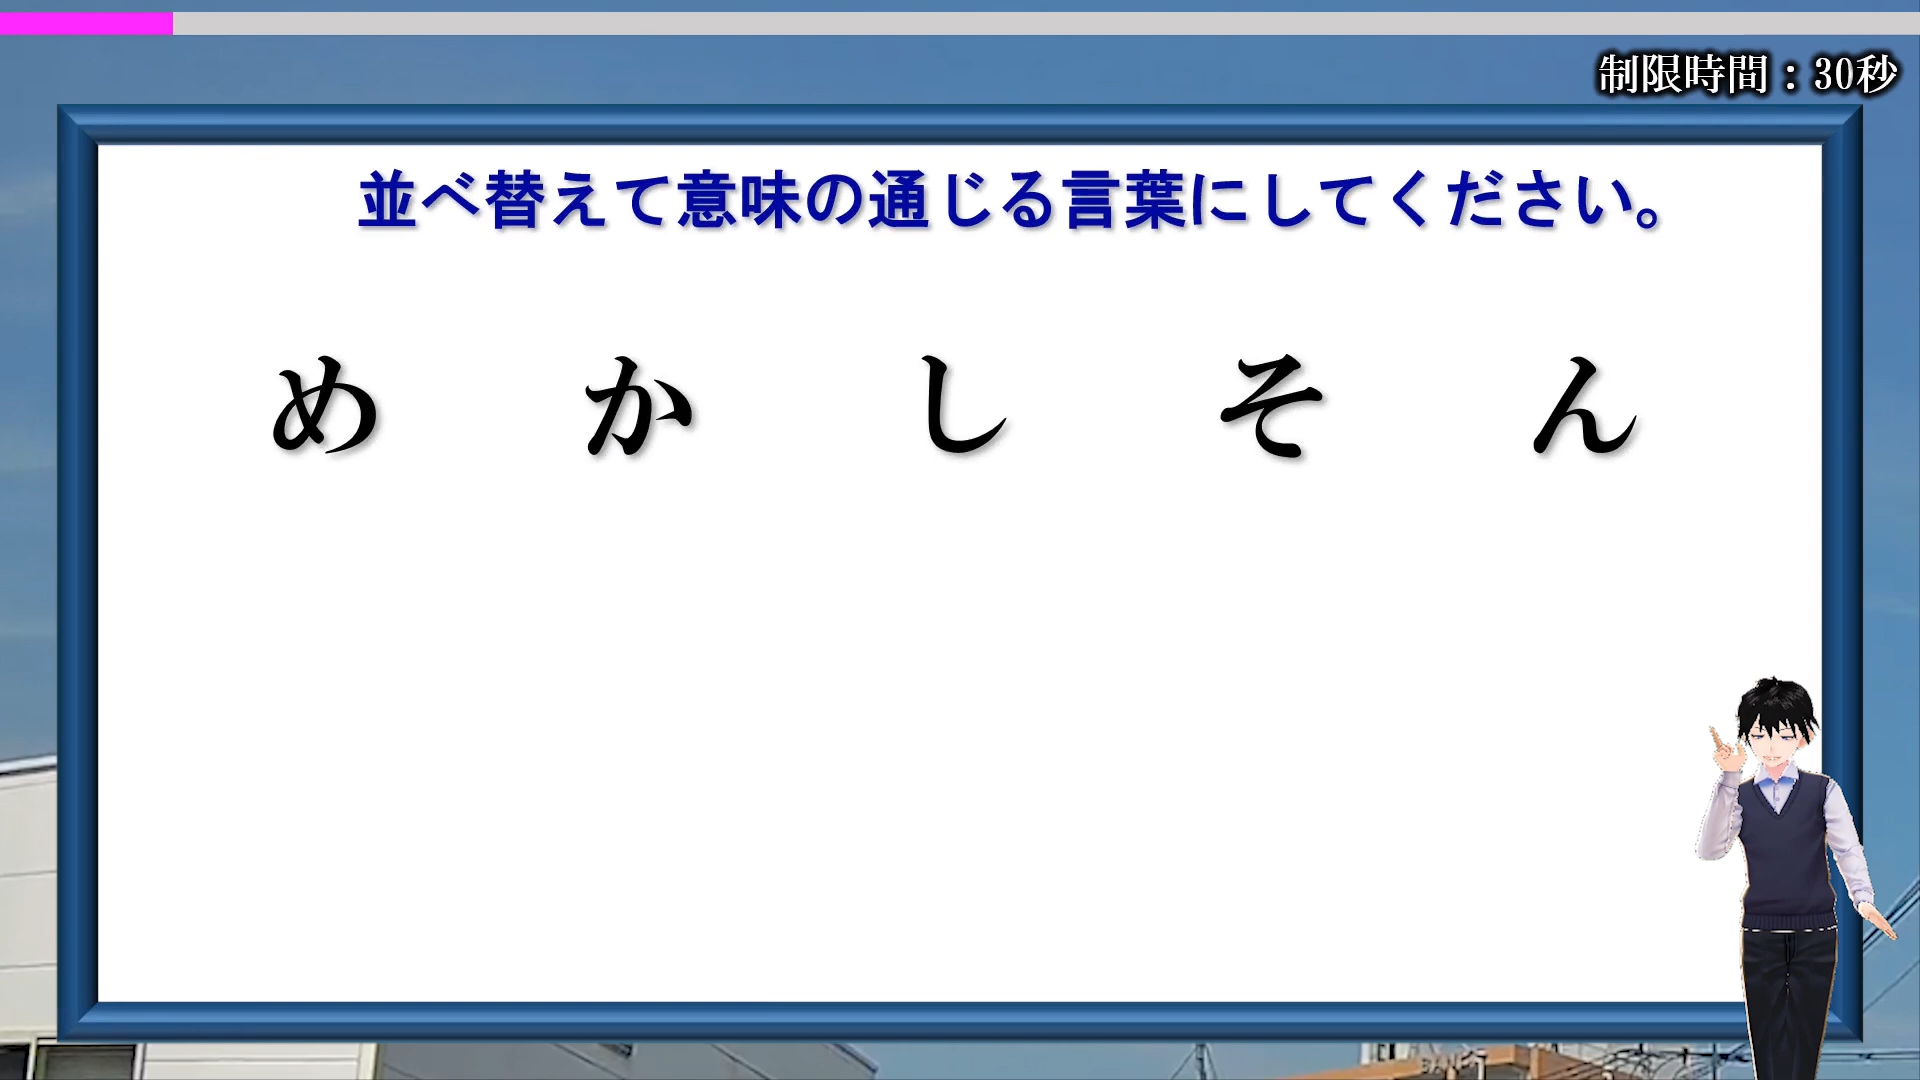 制限時間：30秒
並べ替えて意味の通じる言葉にしてください。
め か し そ ん